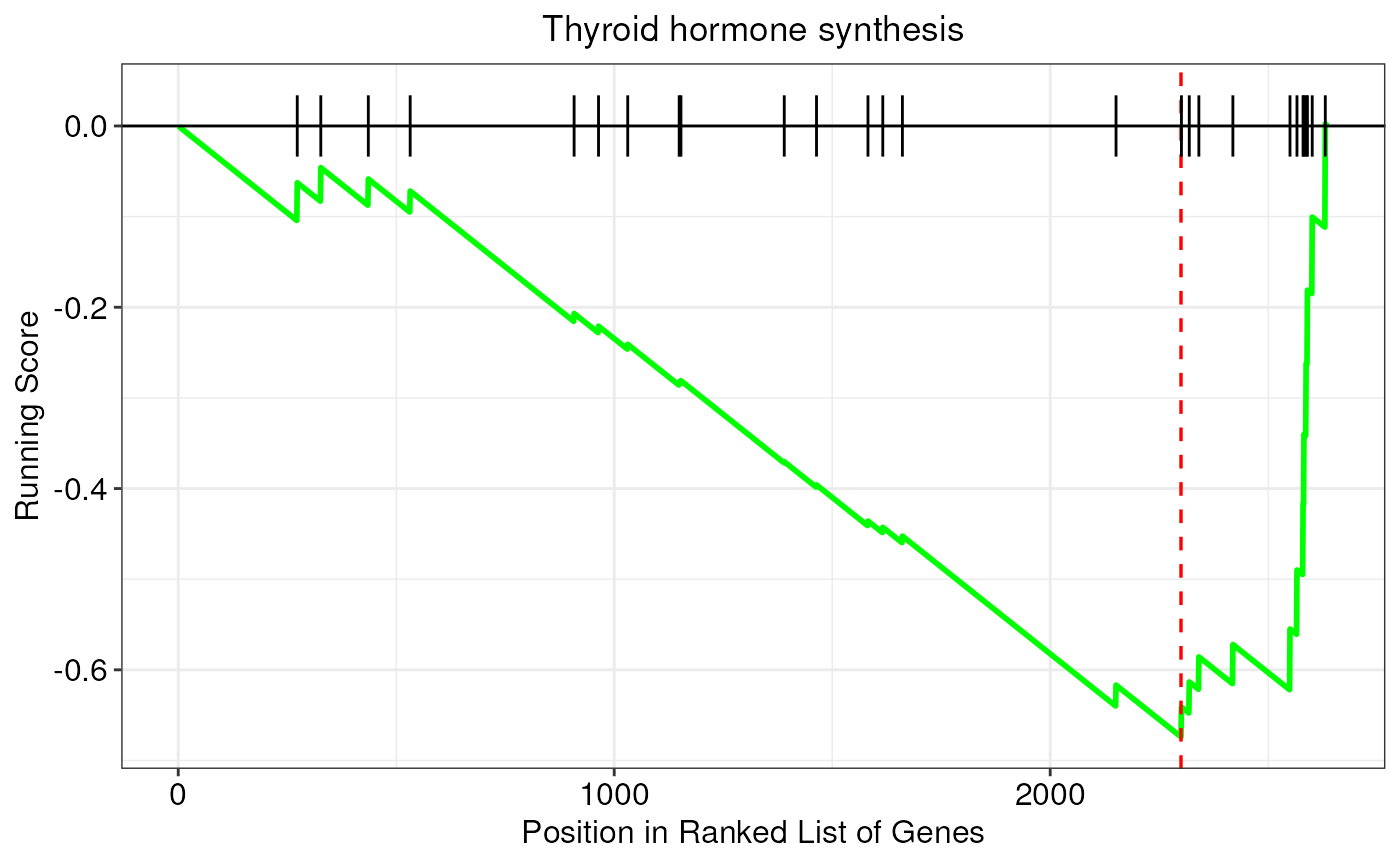 Thyroid hormone synthesis
0.0
-0.2
-0.4
-0.6
Running Score
0 1000 2000
Position in Ranked List of Genes